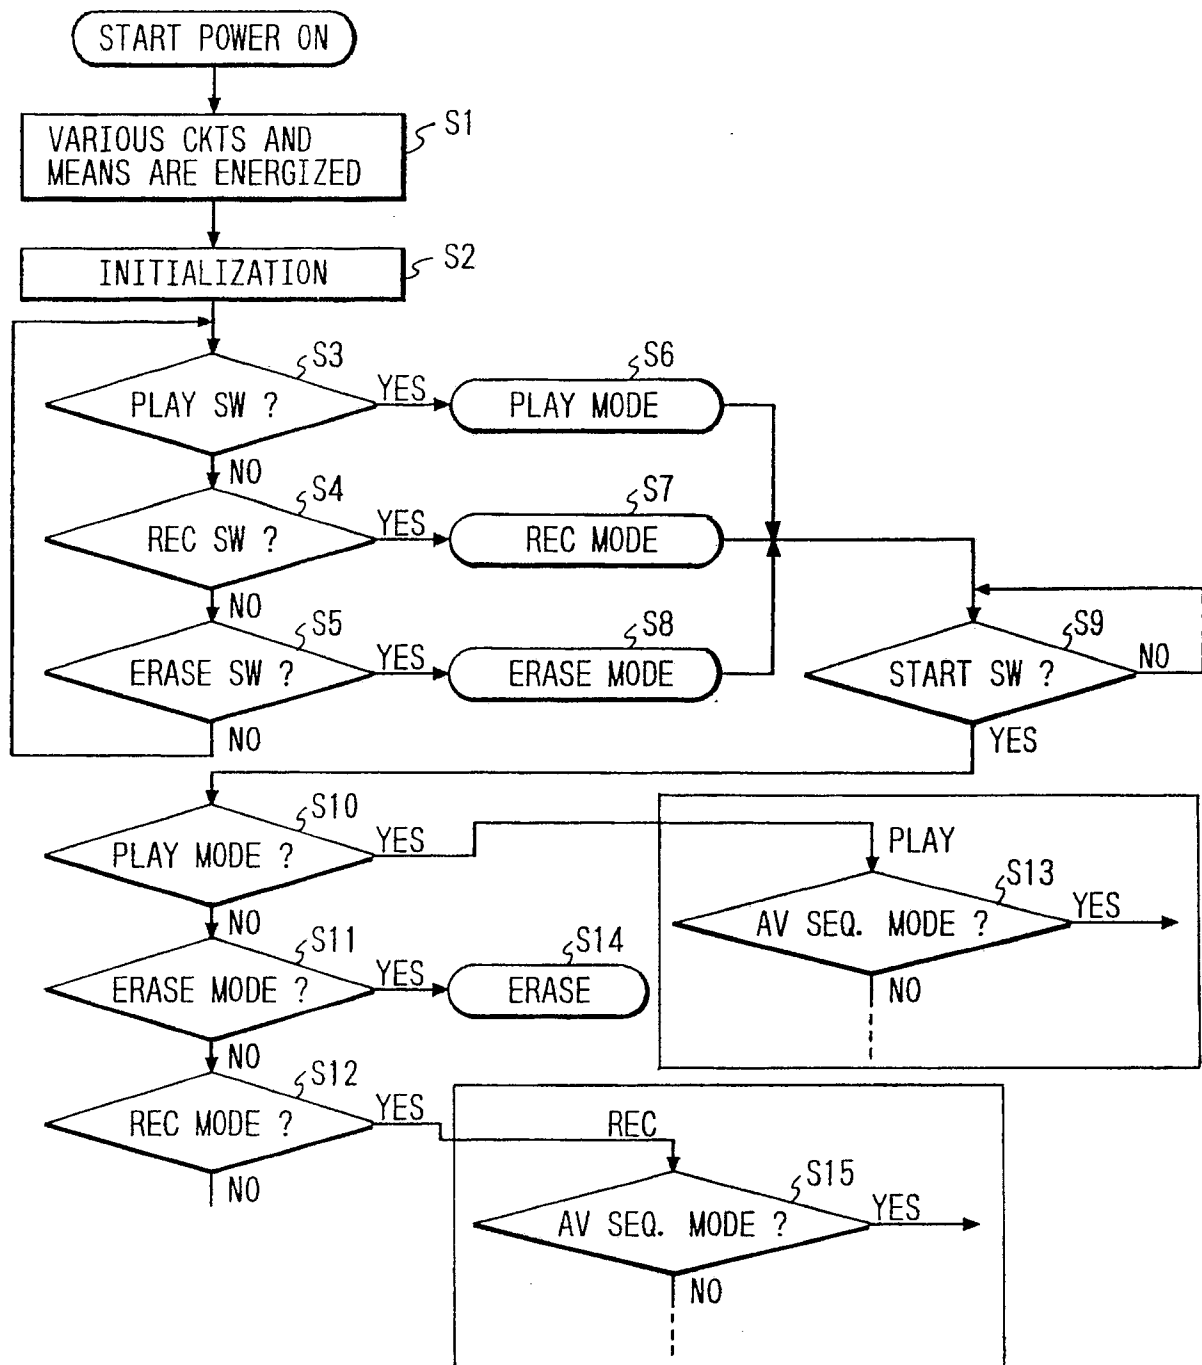 START POWER ON
VARIOUS CKTS AND
MEANS ARE ENERGIZED
S1
INITIALIZATION
S2
PLAY SW ?
S3
YES
PLAY MODE
S6
NO
REC SW ?
S4
YES
REC MODE
S7
NO
ERASE SW ?
S5
YES
ERASE MODE
S8
NO
START SW ?
S9
NO
YES
PLAY MODE ?
S10
YES
NO
PLAY
AV SEQ. MODE ?
S13
YES
NO
ERASE MODE ?
S11
YES
ERASE
S14
NO
REC MODE ?
S12
YES
NO
REC
AV SEQ. MODE ?
S15
YES
NO